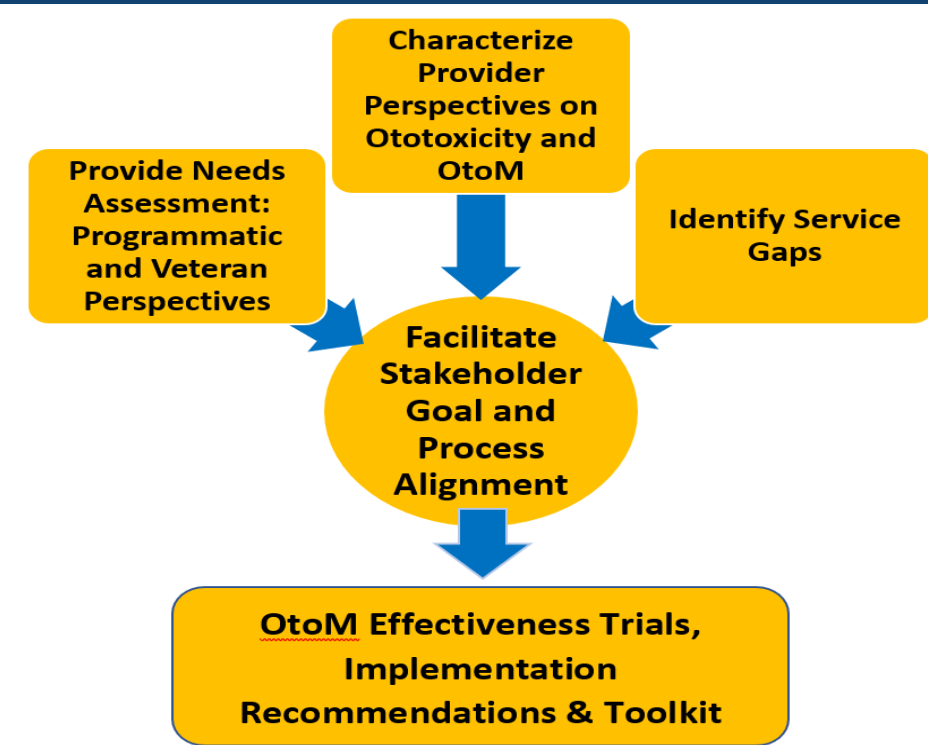 Characterize
Provider
Perspectives on
Ototoxicity and
OtoM
Provide Needs
Assessment:
Programmatic
and Veteran
Perspectives
Identify Service
Gaps
Facilitate
Stakeholder
Goal and
Process
Alignment
OtoM Effectiveness Trials,
Implementation
Recommendations & Toolkit